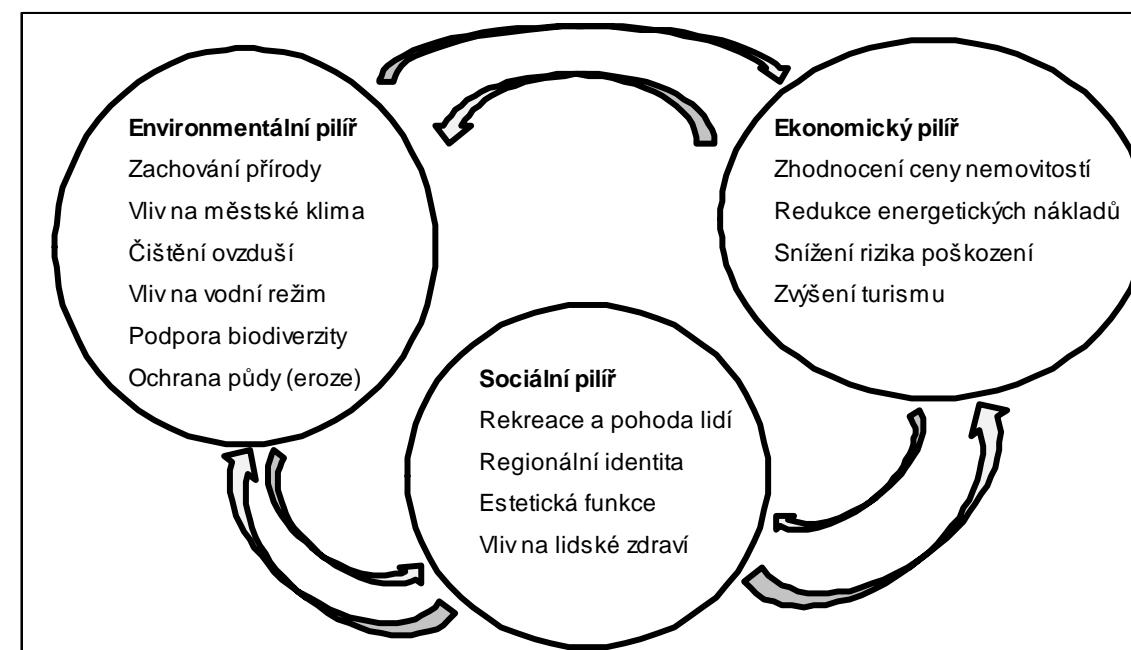 Environmentální pilíř
Zachování přírody
Vliv na městské klima
Čištění ovzduší
Vliv na vodní režim
Podpora biodiverzity
Ochrana půdy (eroze)
Ekonomický pilíř
Zhodnocení ceny nemovitostí
Redukce energetických nákladů
Snížení rizika poškození
Zvýšení turismu
Sociální pilíř
Rekreace a pohoda lidí
Regionální identita
Estetická funkce
Vliv na lidské zdraví